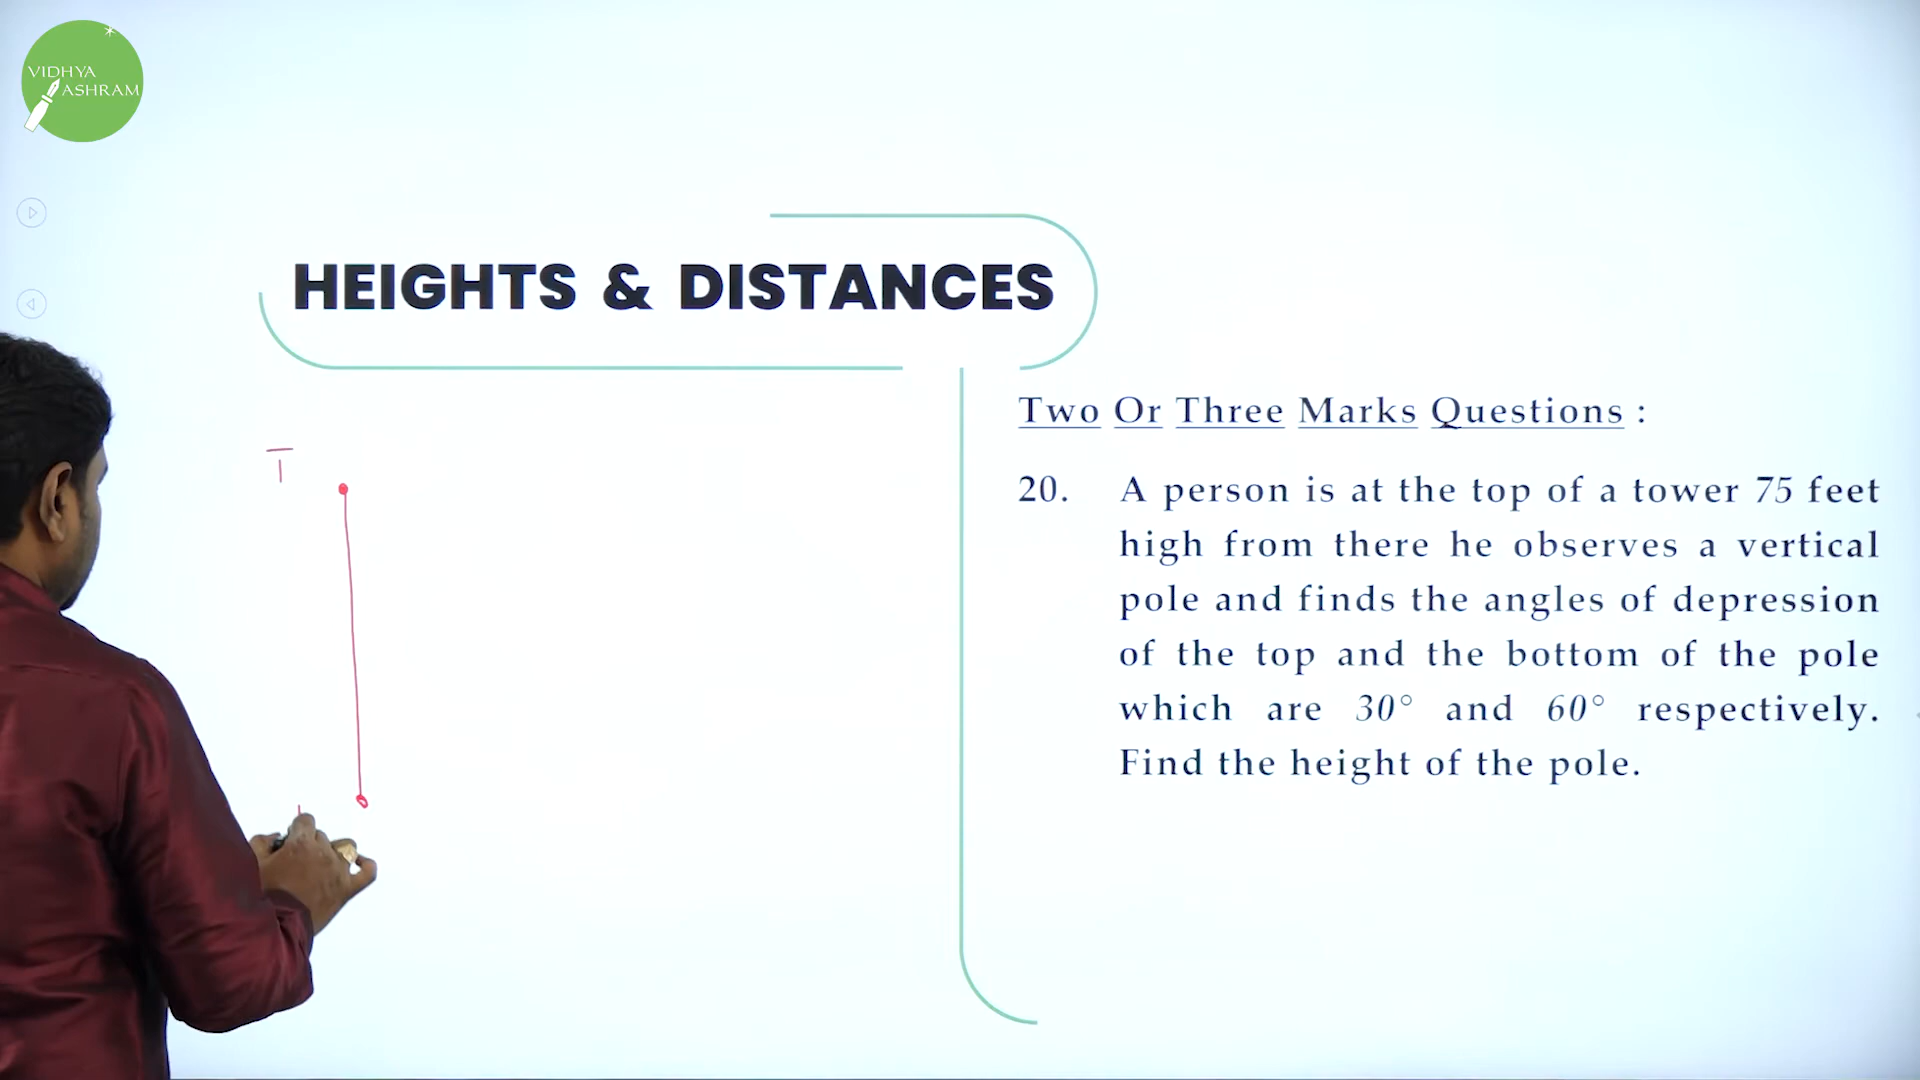 VIDHYA
ASHRAM
HEIGHTS & DISTANCES
Two Or Three Marks Questions :
20. A person is at the top of a tower 75 feet
high from there he observes a vertical
pole and finds the angles of depression
of the top and the bottom of the pole
which are 30° and 60° respectively.
Find the height of the pole.
T